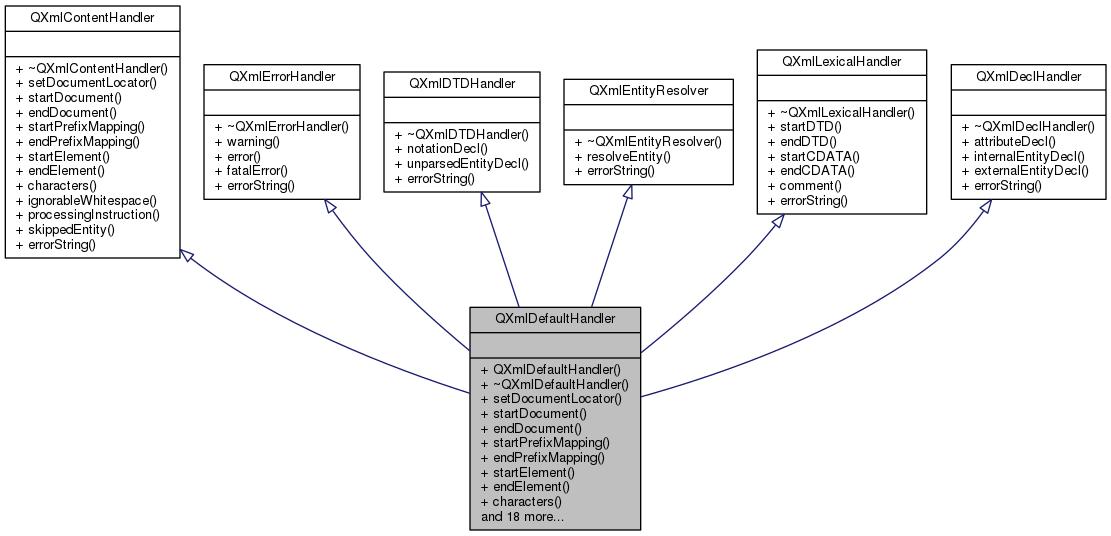 QXmlContentHandler
+ ~QXmlContentHandler()
+ setDocumentLocator()
+ startDocument()
+ endDocument()
+ startPrefixMapping()
+ endPrefixMapping()
+ startElement()
+ endElement()
+ characters()
+ ignorableWhitespace()
+ processingInstruction()
+ skippedEntity()
+ errorString()
QXmlErrorHandler
+ ~QXmlErrorHandler()
+ warning()
+ error()
+ fatalError()
+ errorString()
QXmlDTDHandler
+ ~QXmlDTDHandler()
+ notationDecl()
+ unparsedEntityDecl()
+ errorString()
QXmlEntityResolver
+ ~QXmlEntityResolver()
+ resolveEntity()
+ errorString()
QXmlLexicalHandler
+ ~QXmlLexicalHandler()
+ startDTD()
+ endDTD()
+ startCDATA()
+ endCDATA()
+ comment()
+ errorString()
QXmlDeclHandler
+ ~QXmlDeclHandler()
+ attributeDecl()
+ internalEntityDecl()
+ externalEntityDecl()
+ errorString()
QXmlDefaultHandler
+ QXmlDefaultHandler()
+ ~QXmlDefaultHandler()
+ setDocumentLocator()
+ startDocument()
+ endDocument()
+ startPrefixMapping()
+ endPrefixMapping()
+ startElement()
+ endElement()
+ characters()
and 18 more...